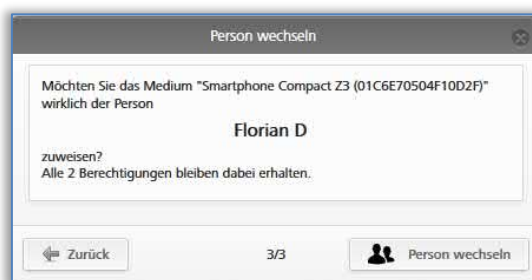 Person wechseln
Möchten Sie das Medium "Smartphone Compact Z3 (01C6E70504F10D2F)"
wirklich der Person
Florian D
zuweisen?
Alle 2 Berechtigungen bleiben dabei erhalten.
Zurück 3/3 Person wechseln